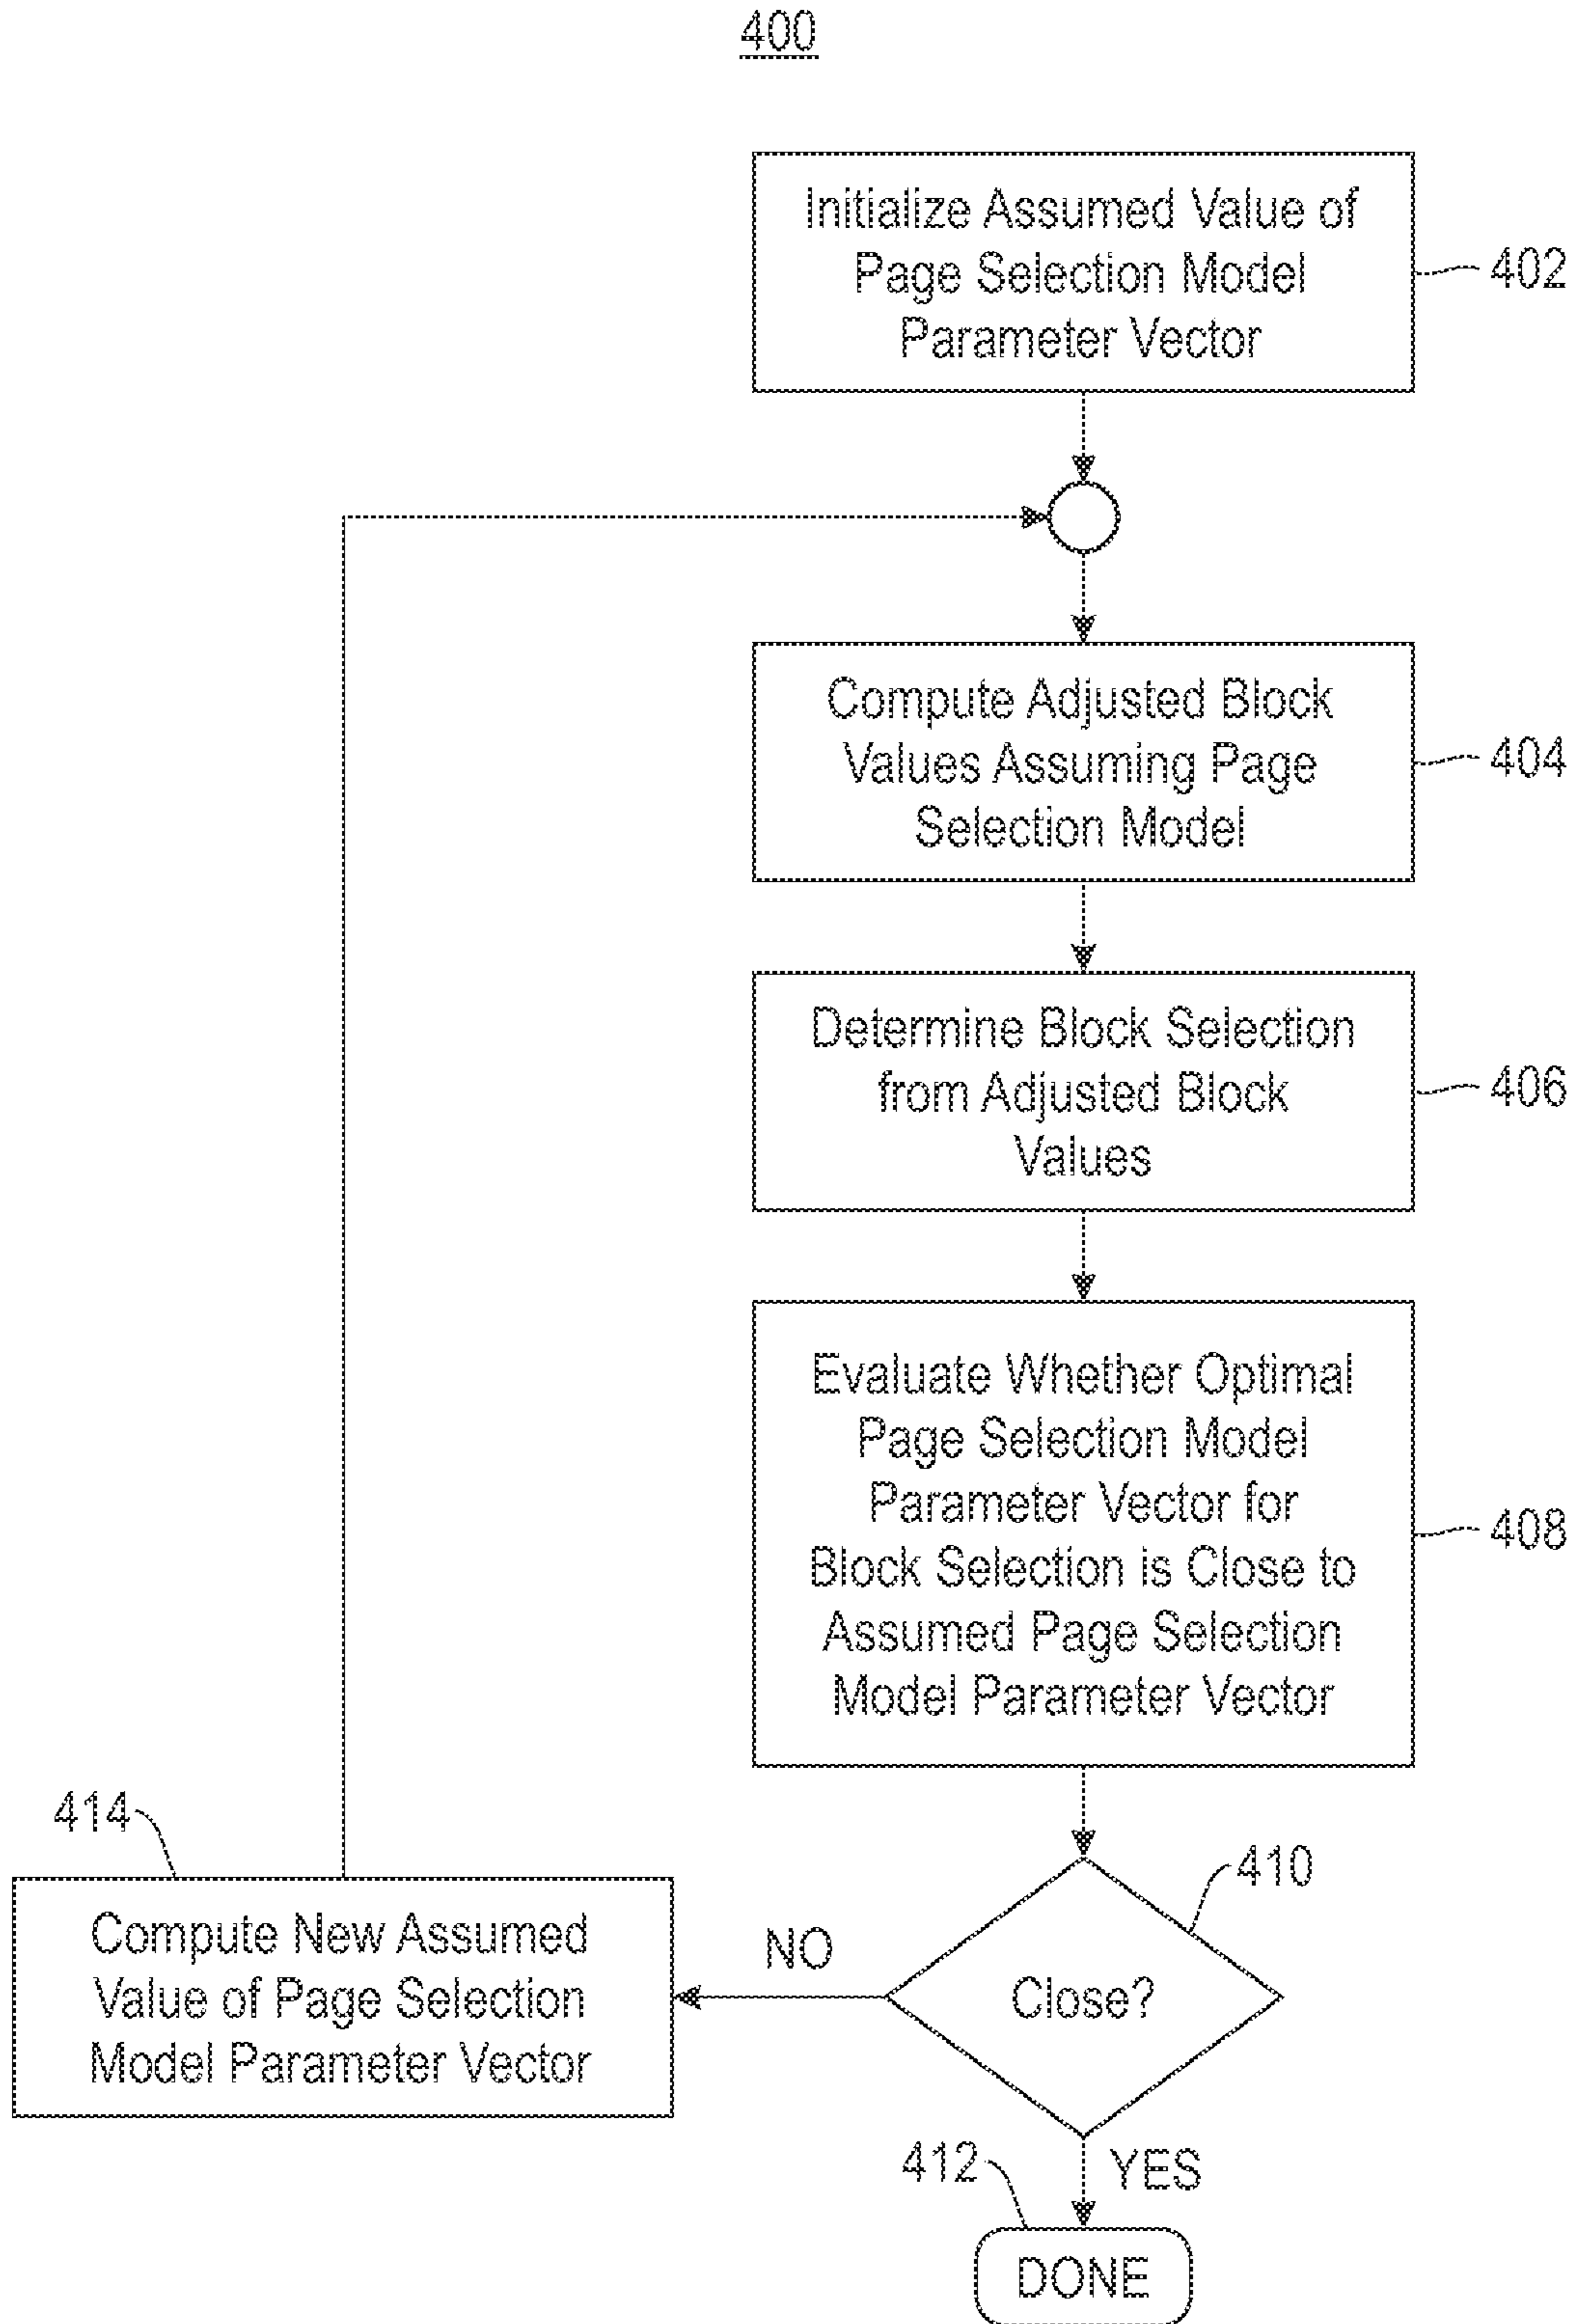 400
Initialize Assumed Value of
Page Selection Model
Parameter Vector
402
Compute Adjusted Block
Values Assuming Page
Selection Model
404
Determine Block Selection
from Adjusted Block
Values
406
Evaluate Whether Optimal
Page Selection Model
Parameter Vector for
Block Selection is Close to
Assumed Page Selection
Model Parameter Vector
408
414
Compute New Assumed
Value of Page Selection
Model Parameter Vector
NO
410
Close?
412
YES
DONE